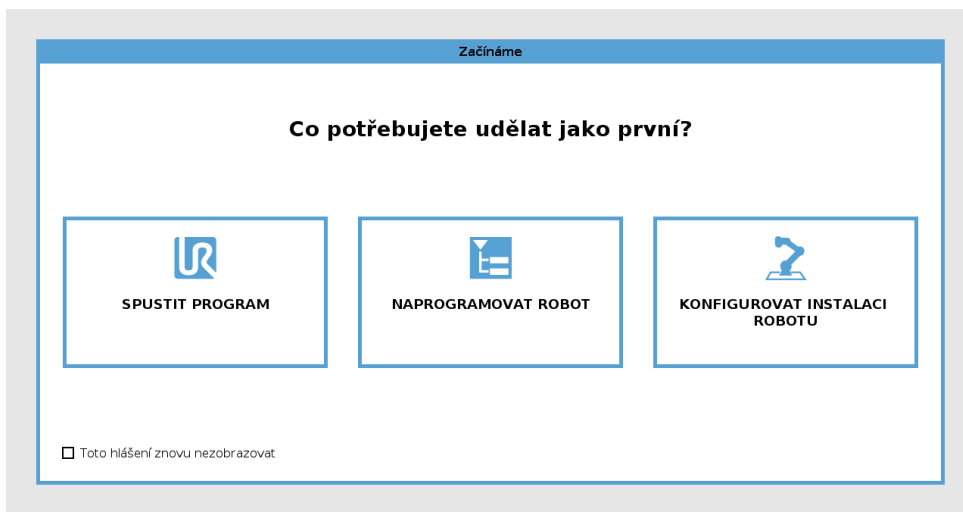 Začínáme
Co potřebujete udělat jako první?
SPUSTIT PROGRAM
NAPROGRAMOVAT ROBOT
KONFIGUROVAT INSTALACI
ROBOTU
Toto hlášení znovu nezobrazovat